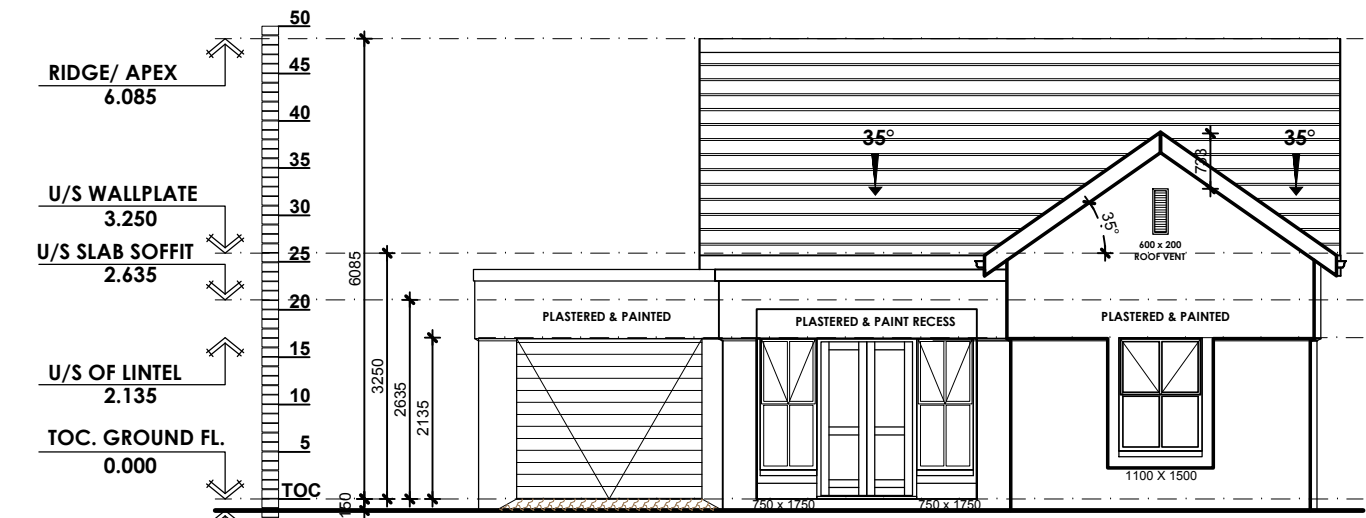 50
RIDGE/ APEX
6.085
45
40
35
U/S WALLPLATE
3.250
30
U/S SLAB SOFFIT
2.635
25
20
U/S OF LINTEL
2.135
15
10
TOC. GROUND FL.
0.000
5
TOC
150
6085
3250
2635
2135
35°
35°
733
35°
600 x 200
ROOF VENT
PLASTERED & PAINTED
PLASTERED & PAINT RECESS
PLASTERED & PAINTED
1100 X 1500
750 x 1750
750 x 1750